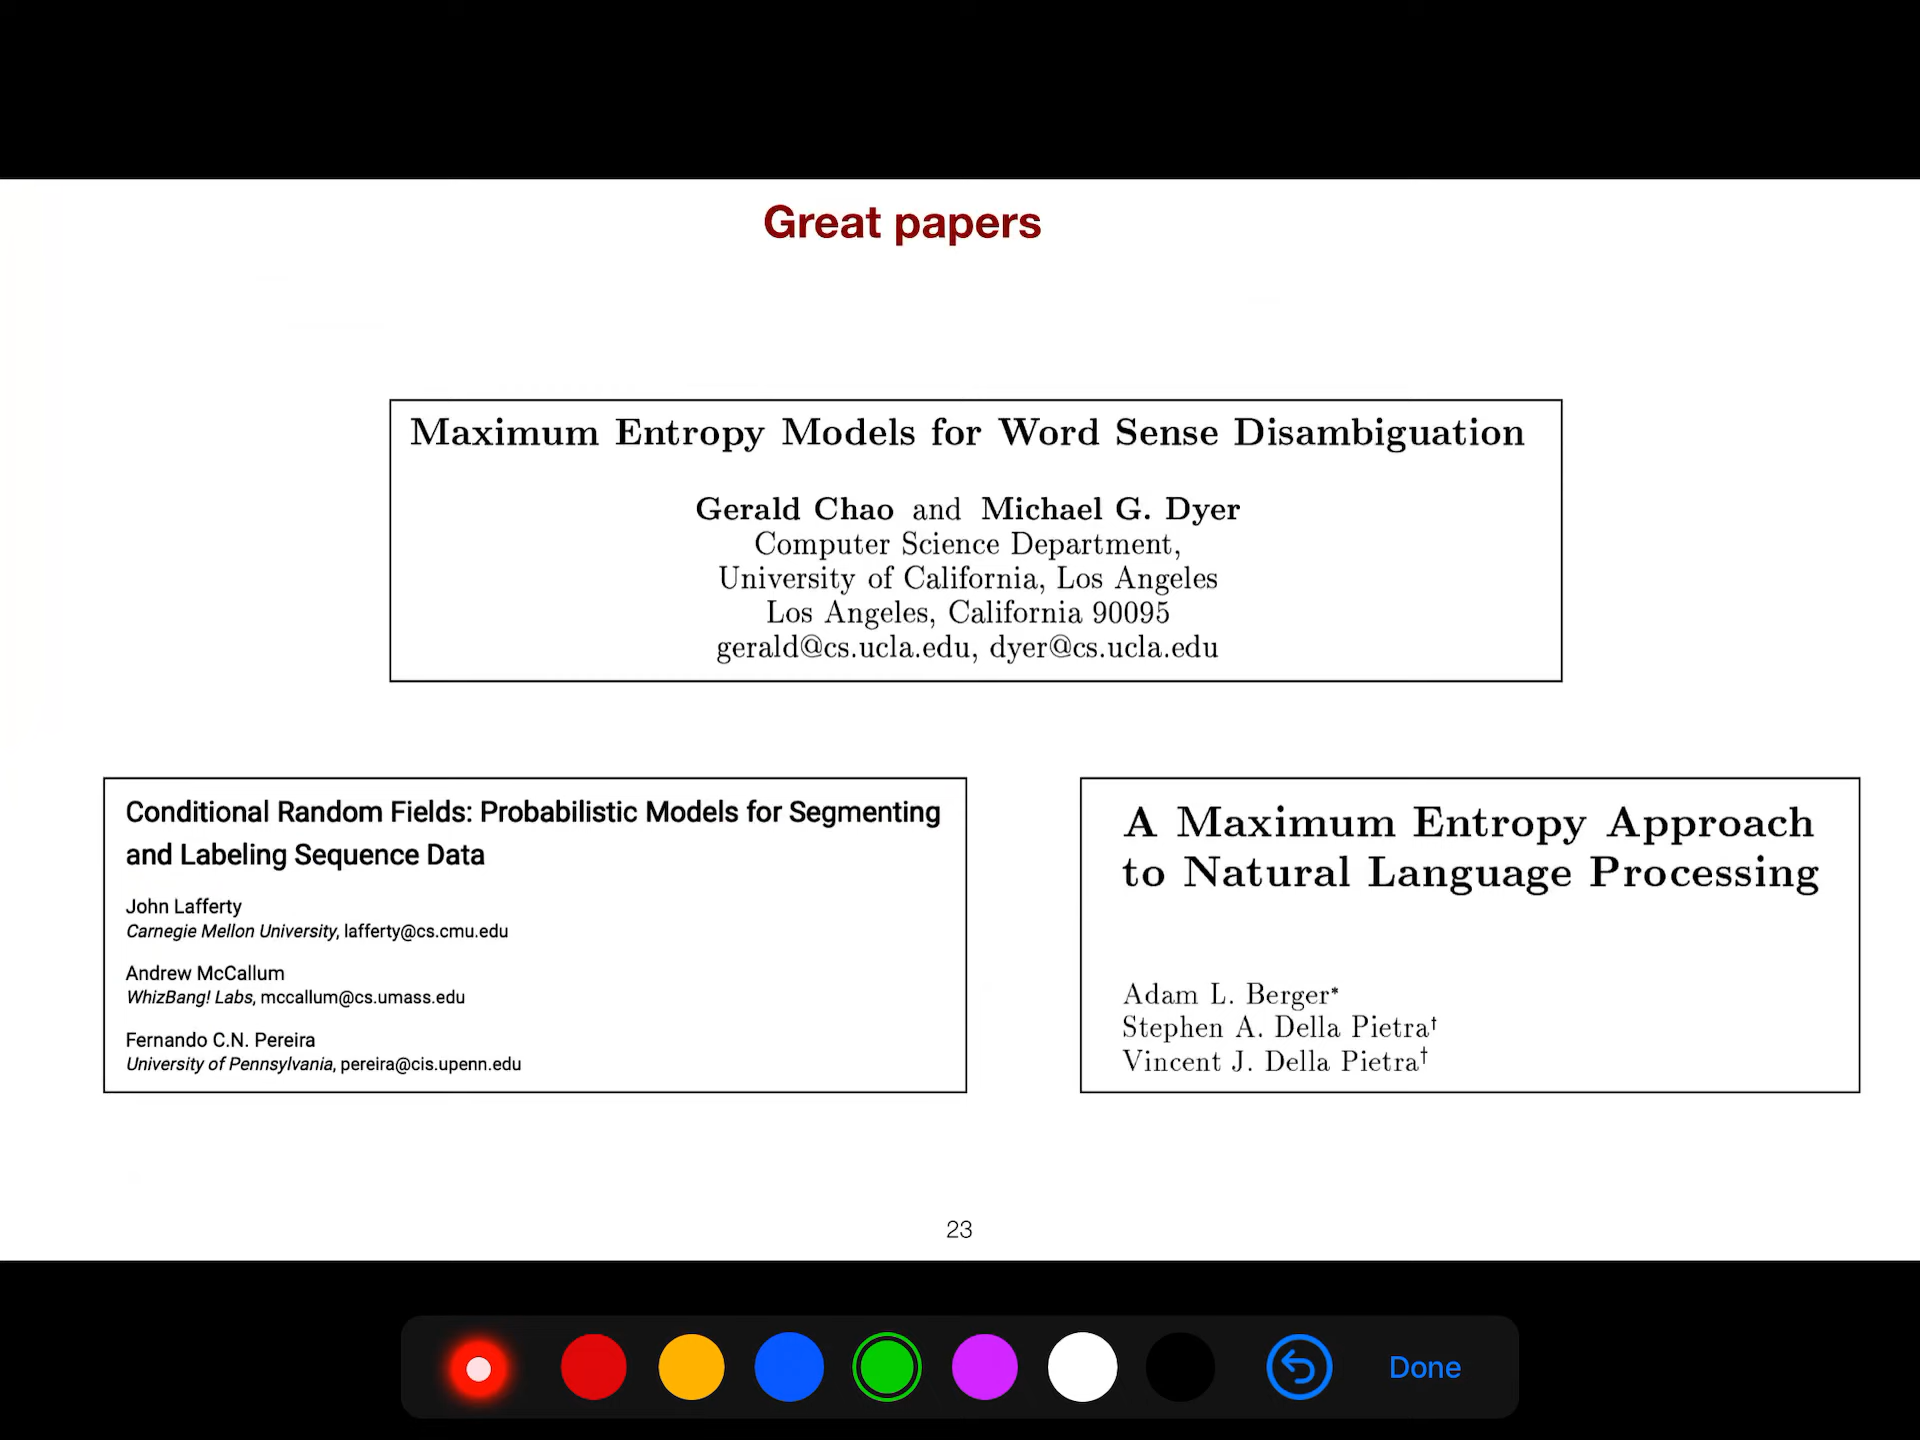 Great papers
Maximum Entropy Models for Word Sense Disambiguation
Gerald Chao and Michael G. Dyer
Computer Science Department,
University of California, Los Angeles
Los Angeles, California 90095
gerald@cs.ucla.edu, dyer@cs.ucla.edu
Conditional Random Fields: Probabilistic Models for Segmenting
and Labeling Sequence Data
John Lafferty
Carnegie Mellon University, lafferty@cs.cmu.edu
Andrew McCallum
WhizBang! Labs, mccallum@cs.umass.edu
Fernando C.N. Pereira
University of Pennsylvania, pereira@cis.upenn.edu
A Maximum Entropy Approach
to Natural Language Processing
Adam L. Berger*
Stephen A. Della Pietra†
Vincent J. Della Pietra†
23
Done